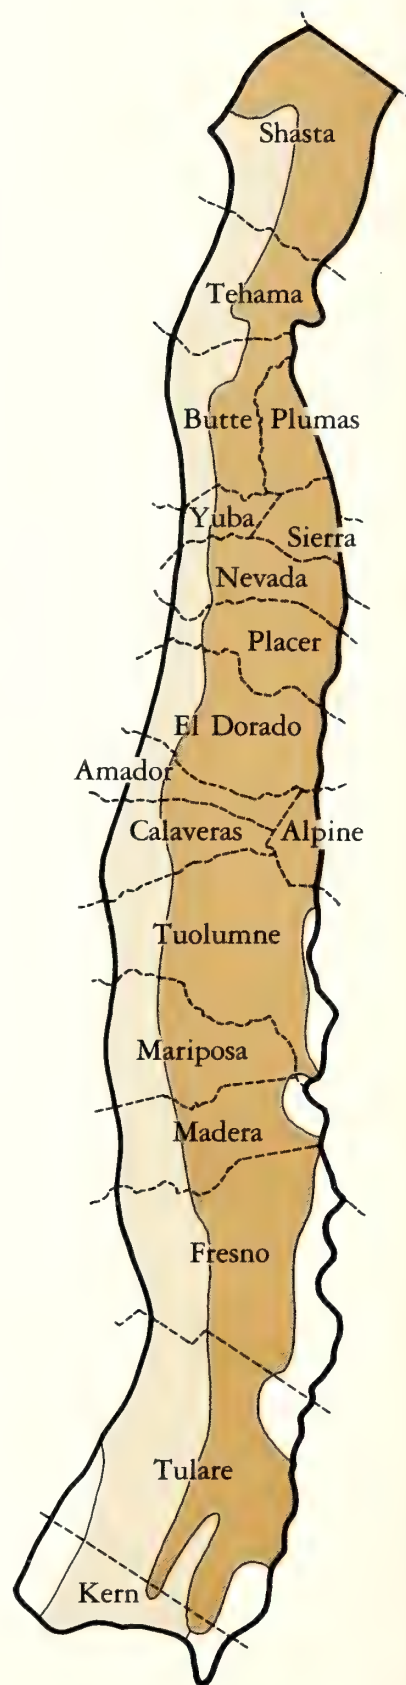 Shasta
Tehama
Butte Plumas
Yuba
Sierra
Nevada
Placer
El Dorado
Amador
Calaveras Alpine
Tuolumne
Mariposa
Madera
Fresno
Tulare
Kern